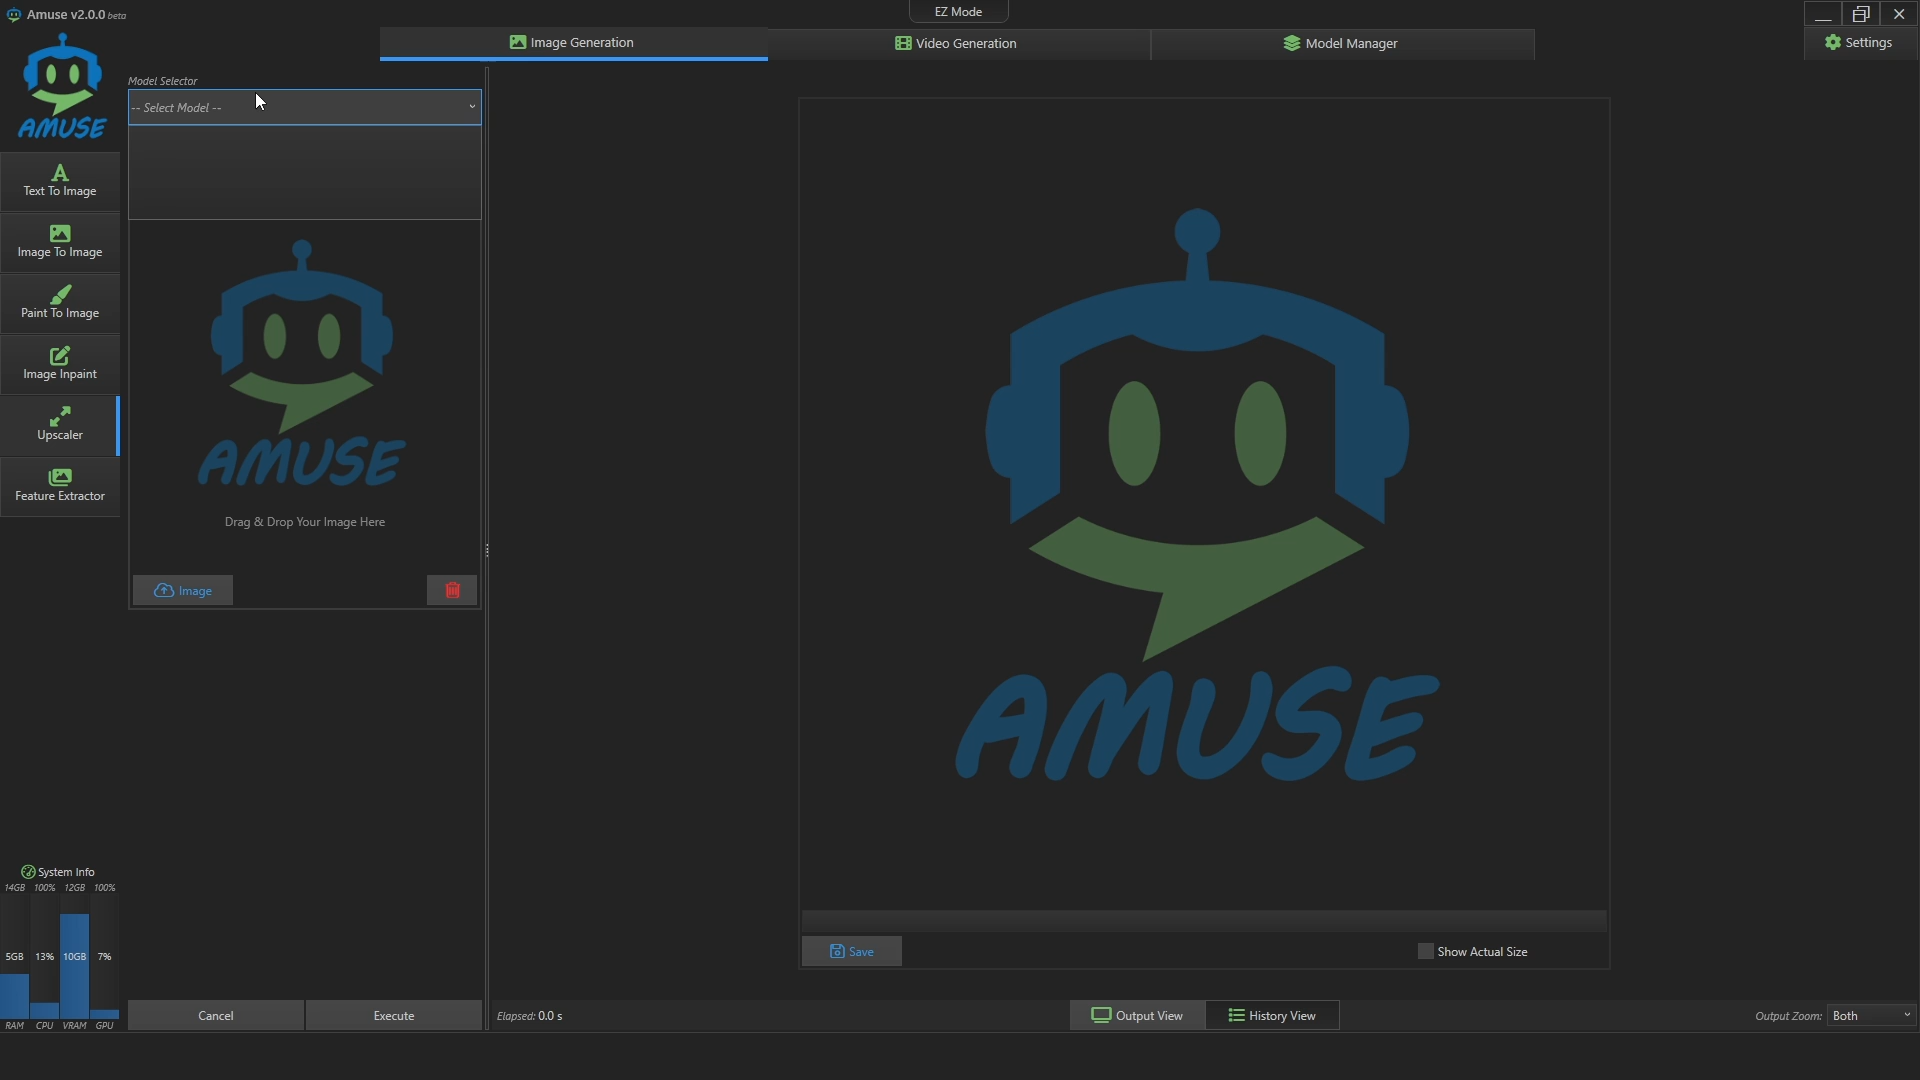 Amuse v2.0.0 beta
EZ Mode
Image Generation
Video Generation
Model Manager
Settings
AMUSE
Model Selector
-- Select Model --
Text To Image
Image To Image
Paint To Image
Image Inpaint
Upscaler
Feature Extractor
AMUSE
Drag & Drop Your Image Here
Image
AMUSE
Save
Show Actual Size
System Info
14GB 100% 12GB 100%
5GB 13% 10GB 7%
RAM CPU VRAM GPU
Cancel
Execute
Elapsed: 0.0 s
Output View
History View
Output Zoom: Both